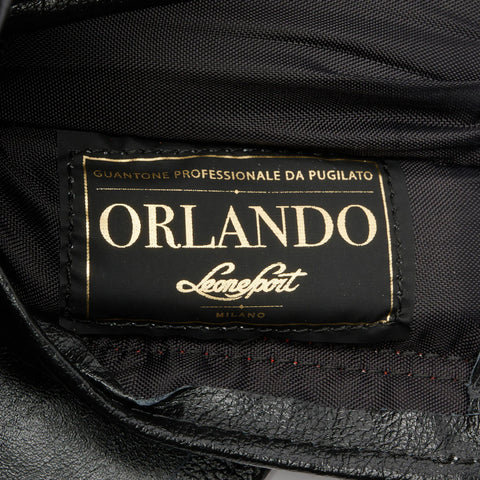 GUANTONE PROFESSIONALE DA PUGILATO
ORLANDO
LeoneSport
MILANO